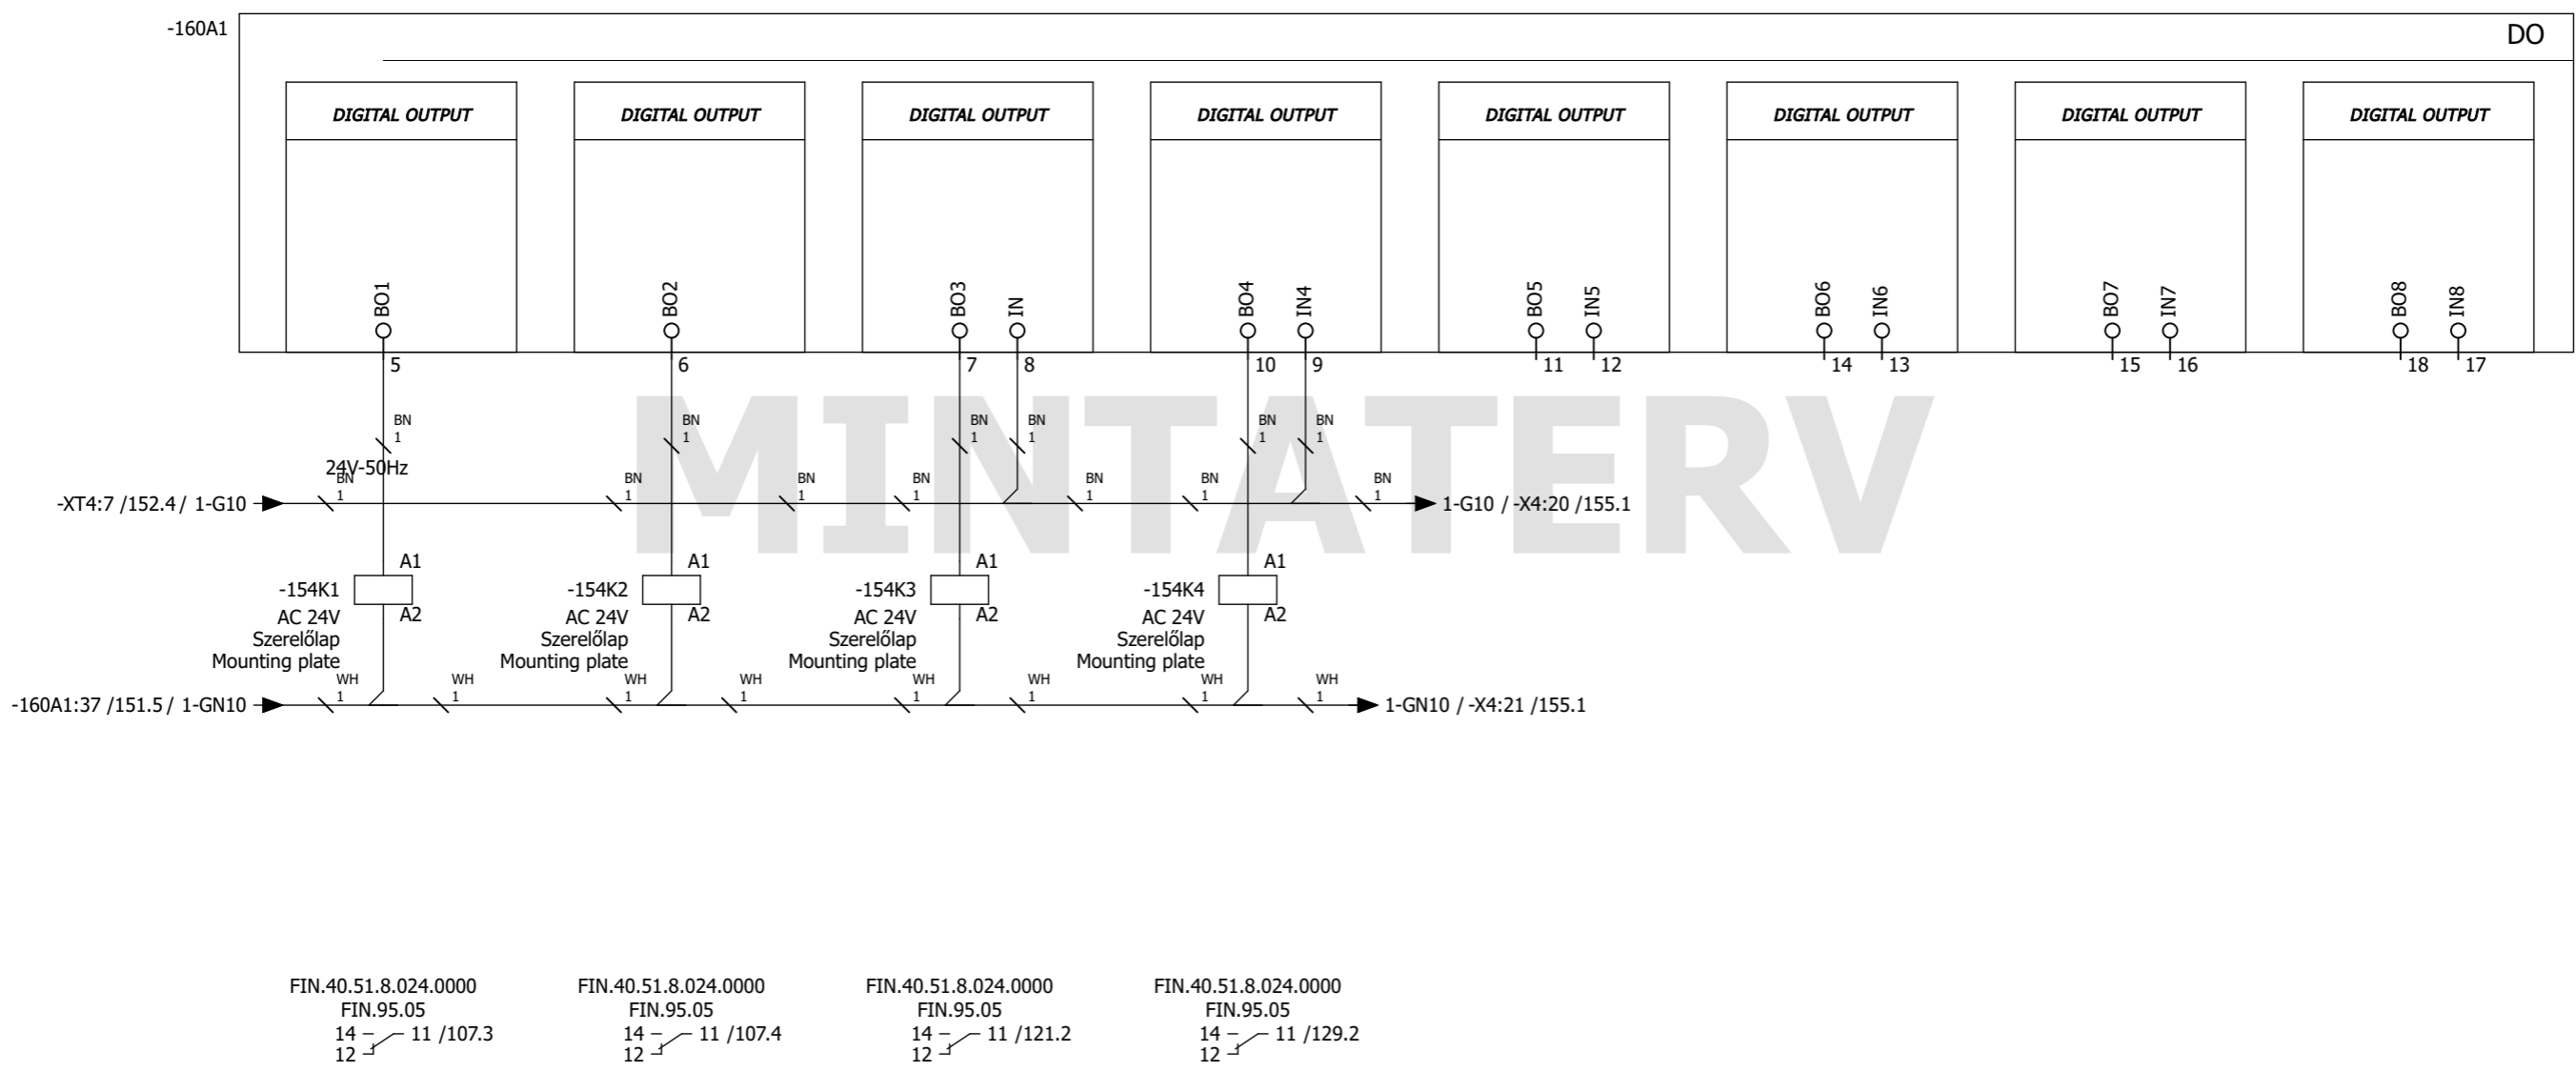 -160A1
DO
DIGITAL OUTPUT DIGITAL OUTPUT DIGITAL OUTPUT DIGITAL OUTPUT DIGITAL OUTPUT DIGITAL OUTPUT DIGITAL OUTPUT DIGITAL OUTPUT
BO1 BO2 BO3 IN BO4 IN4 BO5 IN5 BO6 IN6 BO7 IN7 BO8 IN8
5 6 7 8 10 9 11 12 14 13 15 16 18 17
MINTATERV
BN BN BN BN BN BN
1 1 1 1 1 1
24V-50Hz
BN BN BN BN BN BN BN
1 1 1 1 1 1 1
-XT4:7 /152.4 / 1-G10 1-G10 / -X4:20 /155.1
A1 A1 A1 A1
-154K1 -154K2 -154K3 -154K4
A2 A2 A2 A2
AC 24V AC 24V AC 24V AC 24V
Szerelőlap Szerelőlap Szerelőlap Szerelőlap
Mounting plate Mounting plate Mounting plate Mounting plate
WH WH WH WH WH WH WH WH
1 1 1 1 1 1 1 1
-160A1:37 /151.5 / 1-GN10 1-GN10 / -X4:21 /155.1
FIN.40.51.8.024.0000 FIN.40.51.8.024.0000 FIN.40.51.8.024.0000 FIN.40.51.8.024.0000
FIN.95.05 FIN.95.05 FIN.95.05 FIN.95.05
14 11 /107.3 14 11 /107.4 14 11 /121.2 14 11 /129.2
12 12 12 12